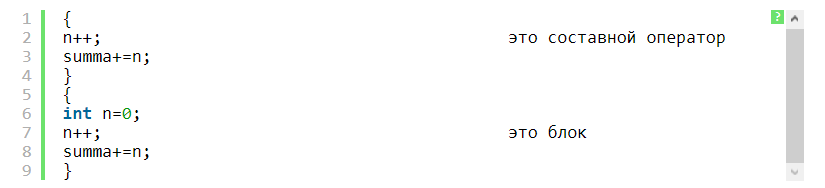 1 {
2 n++; это составной оператор
3 summa+=n;
4 }
5 {
6 int n=0;
7 n++; это блок
8 summa+=n;
9 }
?